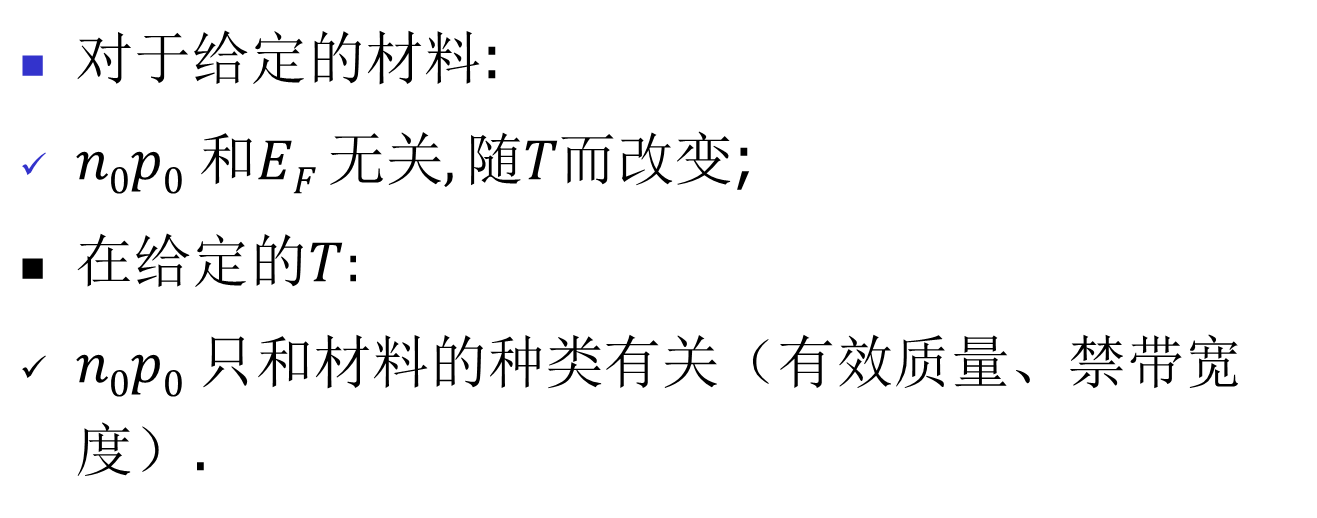 ■ 对于给定的材料:
✓ n₀p₀ 和E_F 无关,随T而改变;
■ 在给定的T:
✓ n₀p₀ 只和材料的种类有关（有效质量、禁带宽
度）.